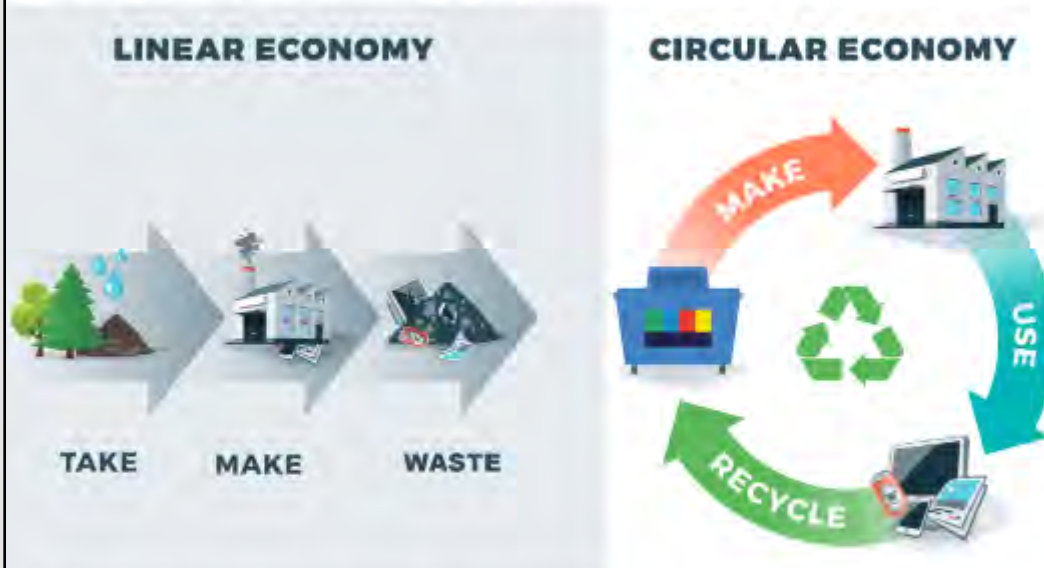 LINEAR ECONOMY
TAKE
MAKE
WASTE
CIRCULAR ECONOMY
MAKE
USE
RECYCLE